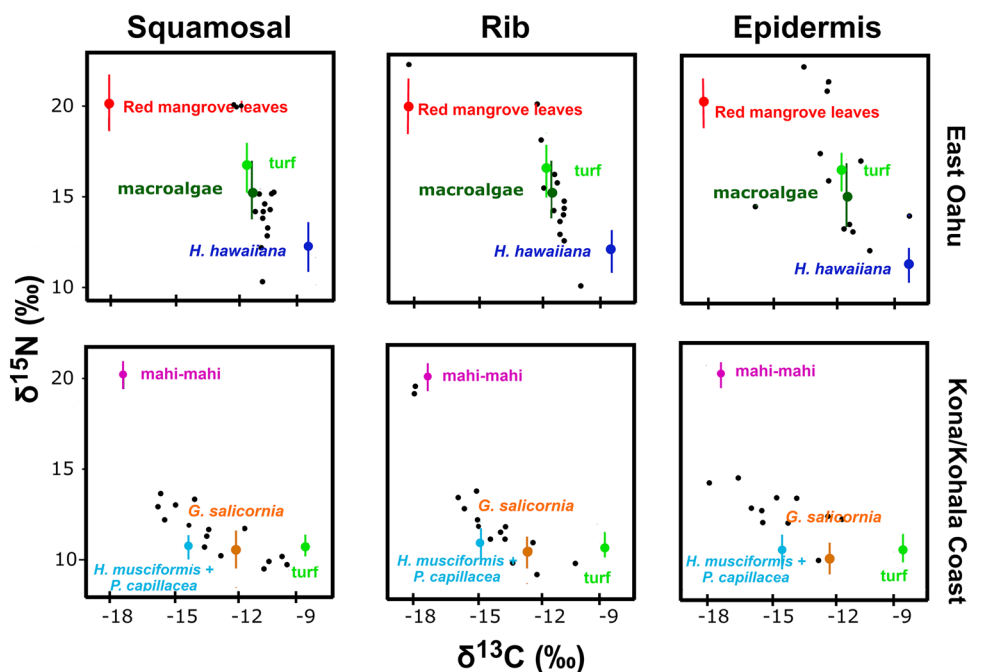 Squamosal
Rib
Epidermis
20
15
10
Red mangrove leaves
turf
macroalgae
H. hawaiiana
Red mangrove leaves
turf
macroalgae
H. hawaiiana
Red mangrove leaves
turf
macroalgae
H. hawaiiana
East Oahu
δ15N (‰)
20
15
10
mahi-mahi
G. salicornia
H. musciformis +
P. capillacea
turf
mahi-mahi
G. salicornia
H. musciformis +
P. capillacea
turf
mahi-mahi
G. salicornia
H. musciformis +
P. capillacea
turf
Kona/Kohala Coast
-18 -15 -12 -9
-18 -15 -12 -9
-18 -15 -12 -9
δ13C (‰)